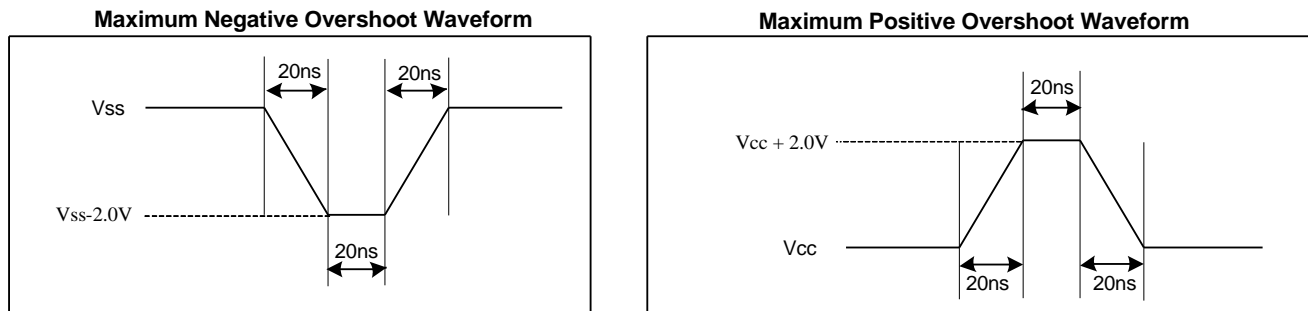 Maximum Negative Overshoot Waveform
20ns
20ns
Vss
Vss-2.0V
20ns
Maximum Positive Overshoot Waveform
20ns
Vcc + 2.0V
Vcc
20ns
20ns